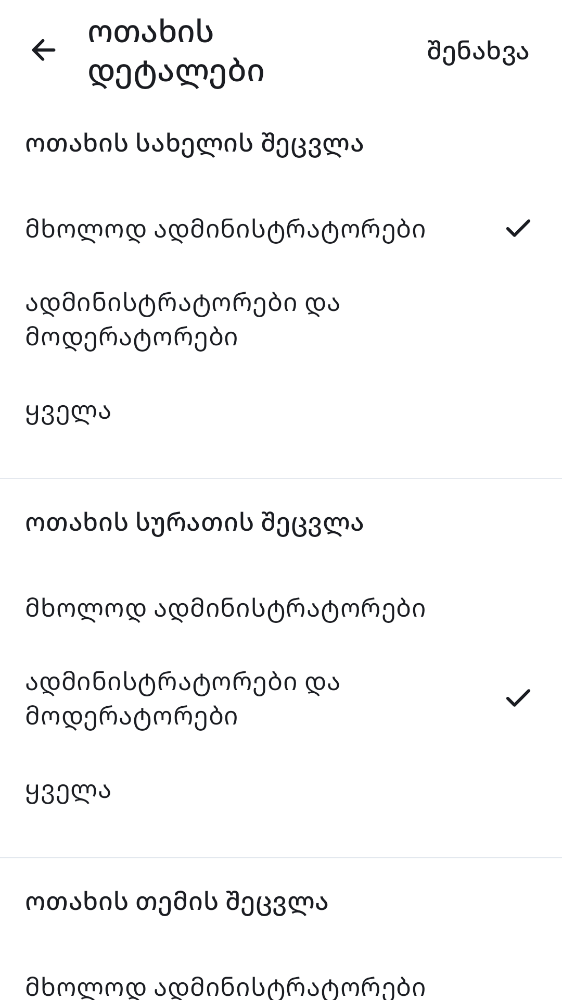 ოთახის
დეტალები
შენახვა
ოთახის სახელის შეცვლა
მხოლოდ ადმინისტრატორები
ადმინისტრატორები და
მოდერატორები
ყველა
ოთახის სურათის შეცვლა
მხოლოდ ადმინისტრატორები
ადმინისტრატორები და
მოდერატორები
ყველა
ოთახის თემის შეცვლა
მხოლოდ ადმინისტრატორები